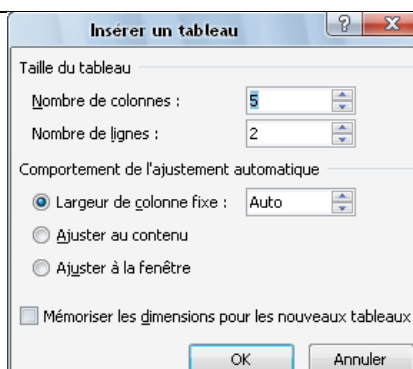 Insérer un tableau
Taille du tableau
Nombre de colonnes : 5
Nombre de lignes : 2
Comportement de l'ajustement automatique
Largeur de colonne fixe : Auto
Ajuster au contenu
Ajuster à la fenêtre
Mémoriser les dimensions pour les nouveaux tableaux
OK Annuler